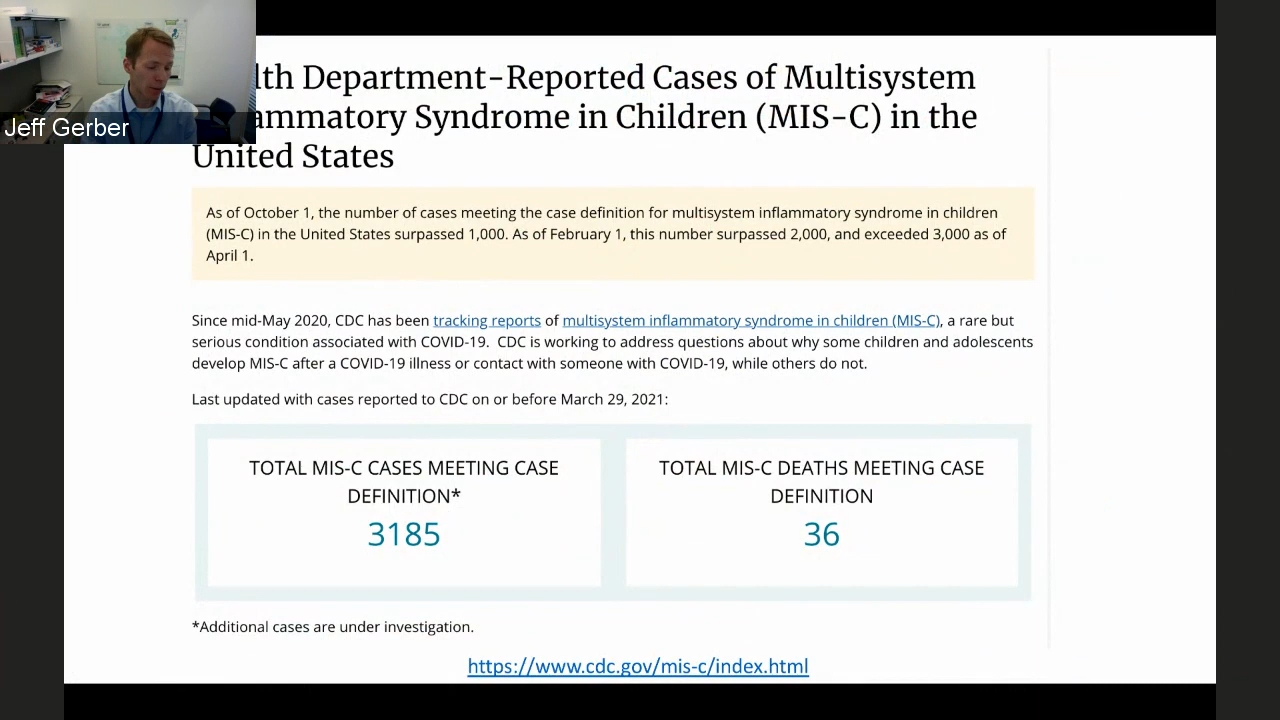 Jeff Gerber
lth Department-Reported Cases of Multisystem
ammatory Syndrome in Children (MIS-C) in the
United States
As of October 1, the number of cases meeting the case definition for multisystem inflammatory syndrome in children
(MIS-C) in the United States surpassed 1,000. As of February 1, this number surpassed 2,000, and exceeded 3,000 as of
April 1.
Since mid-May 2020, CDC has been tracking reports of multisystem inflammatory syndrome in children (MIS-C), a rare but
serious condition associated with COVID-19. CDC is working to address questions about why some children and adolescents
develop MIS-C after a COVID-19 illness or contact with someone with COVID-19, while others do not.
Last updated with cases reported to CDC on or before March 29, 2021:
TOTAL MIS-C CASES MEETING CASE
DEFINITION*
3185
TOTAL MIS-C DEATHS MEETING CASE
DEFINITION
36
*Additional cases are under investigation.
https://www.cdc.gov/mis-c/index.html